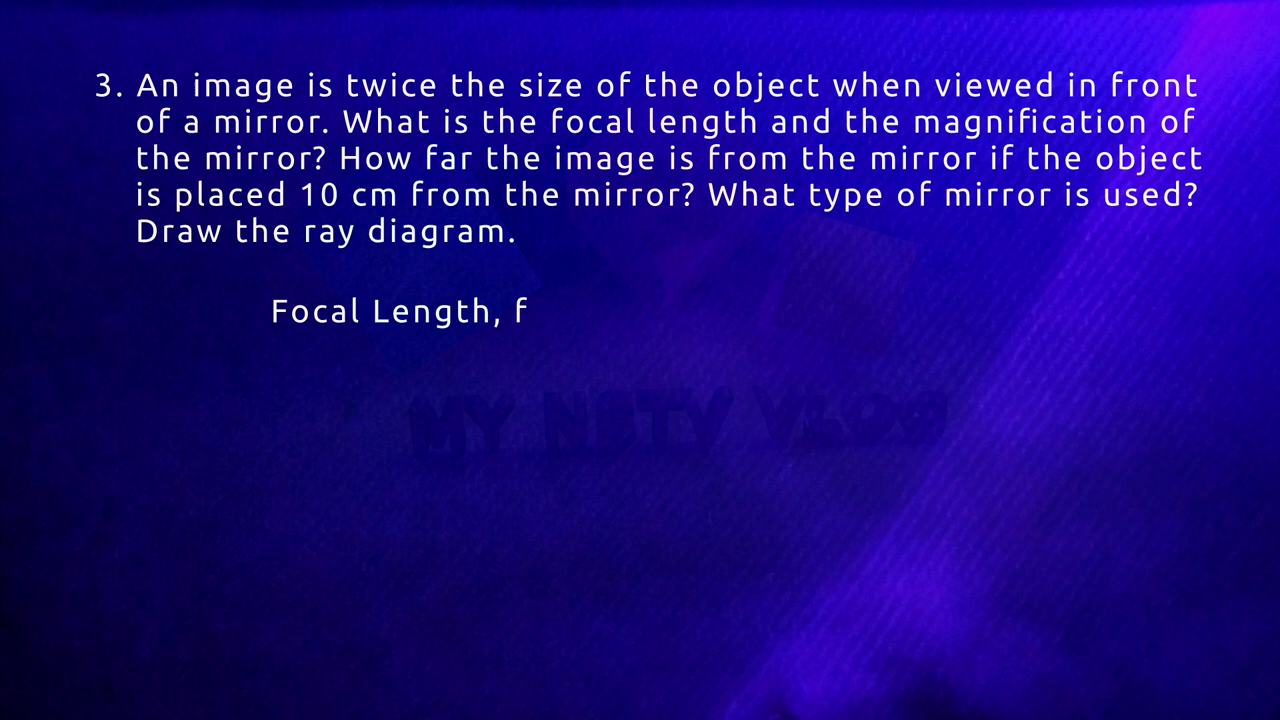 3. An image is twice the size of the object when viewed in front
of a mirror. What is the focal length and the magnification of
the mirror? How far the image is from the mirror if the object
is placed 10 cm from the mirror? What type of mirror is used?
Draw the ray diagram.
Focal Length, f
MY NSTV VLOG